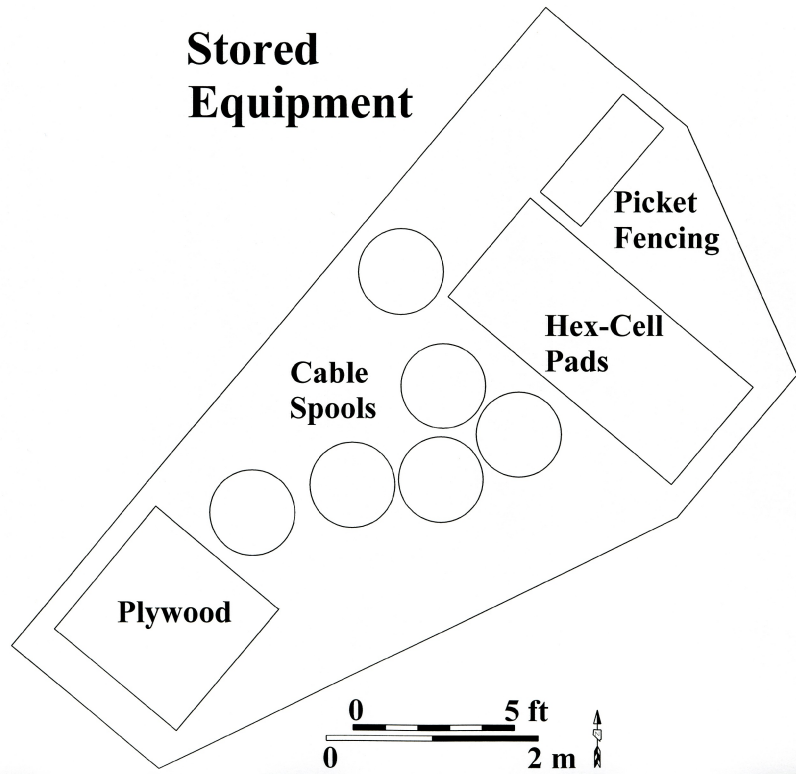 Stored
Equipment
Picket
Fencing
Hex-Cell
Pads
Cable
Spools
Plywood
0 5 ft
0 2 m